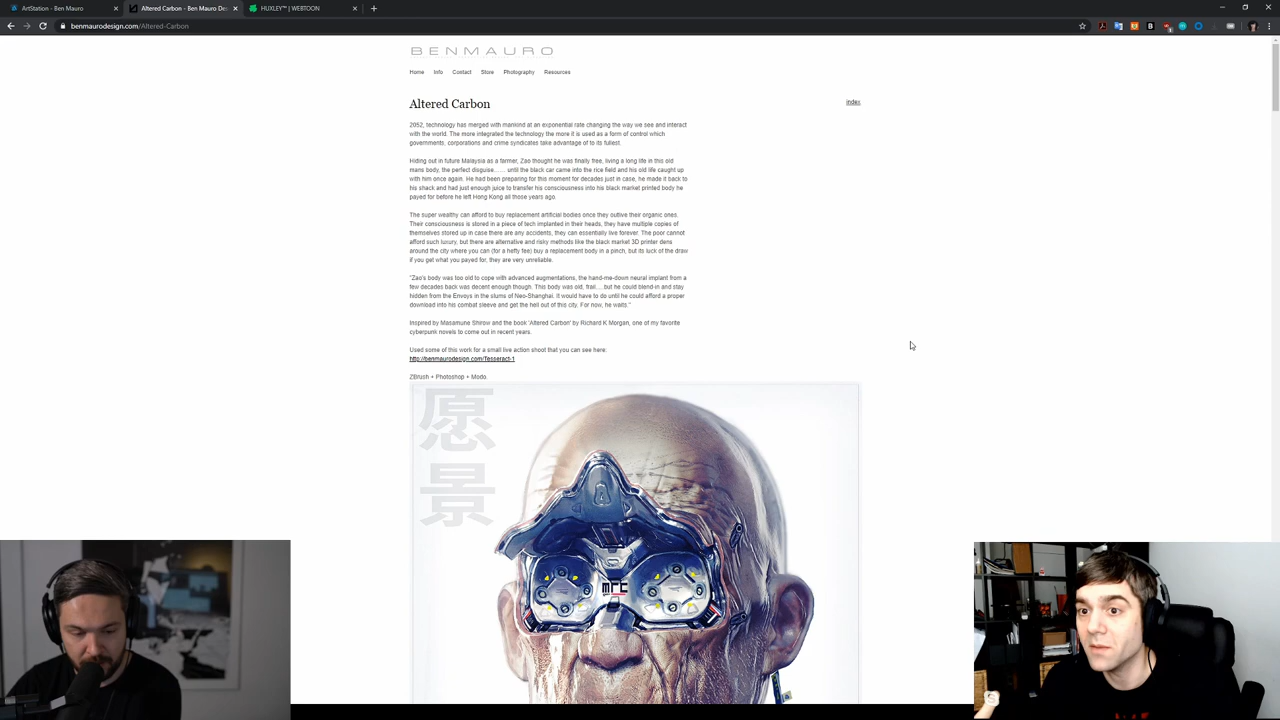 ArtStation - Ben Mauro
Altered Carbon - Ben Mauro Des
HUXLEY™ | WEBTOON
benmaurodesign.com/Altered-Carbon
BENMAURO
Home Info Contact Store Photography Resources
Altered Carbon
index
2052, technology has merged with mankind at an exponential rate changing the way we see and interact
with the world. The more integrated the technology the more it is used as a form of control which
governments, corporations and crime syndicates take advantage of to its fullest.
Hiding out in future Malaysia as a farmer, Zao thought he was finally free, living a long life in this old
mans body, the perfect disguise...... until the black car came into the rice field and his old life caught up
with him once again. He had been preparing for this moment for decades just in case, he made it back to
his shack and had just enough juice to transfer his consciousness into his black market printed body he
payed for before he left Hong Kong all those years ago.
The super wealthy can afford to buy replacement artificial bodies once they outlive their organic ones.
Their consciousness is stored in a piece of tech implanted in their heads, they have multiple copies of
themselves stored up in case there are any accidents, they can essentially live forever. The poor cannot
afford such luxury, but there are alternative and risky methods like the black market 3D printer dens
around the city where you can (for a hefty fee) buy a replacement body in a pinch, but its luck of the draw
if you get what you payed for, they are very unreliable.
"Zao's body was too old to cope with advanced augmentations, the hand-me-down neural implant from a
few decades back was decent enough though. This body was old, frail.....but he could blend-in and stay
hidden from the Envoys in the slums of Neo-Shanghai. It would have to do until he could afford a proper
download into his combat sleeve and get the hell out of this city. For now, he waits."
Inspired by Masamune Shirow and the book 'Altered Carbon' by Richard K Morgan, one of my favorite
cyberpunk novels to come out in recent years.
Used some of this work for a small live action shoot that you can see here:
http://benmaurodesign.com/Tesseract-1
ZBrush + Photoshop + Modo.
愿
景
mrc